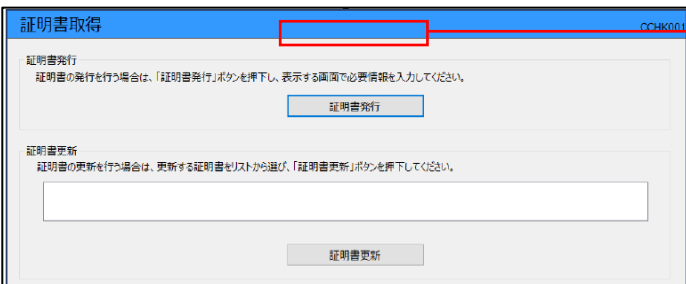 証明書取得
CCHK001
証明書発行
証明書の発行を行う場合は、「証明書発行」ボタンを押下し、表示する画面で必要情報を入力してください。
証明書発行
証明書更新
証明書の更新を行う場合は、更新する証明書をリストから選び、「証明書更新」ボタンを押下してください。
証明書更新